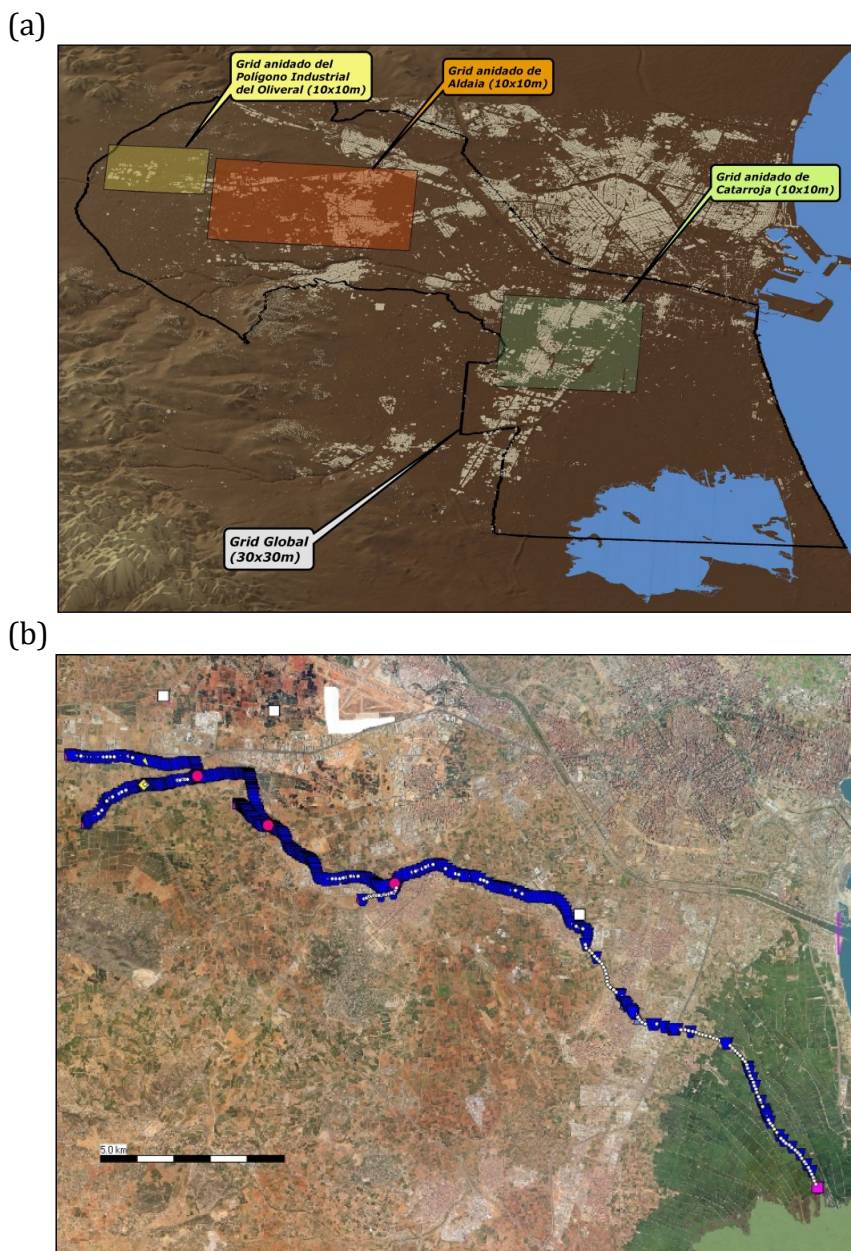 (a)
Grid anidado del
Polígono Industrial
del Oliveral (10x10m)
Grid anidado de
Aldaia (10x10m)
Grid anidado de
Catarroja (10x10m)
Grid Global
(30x30m)
(b)
5.0 km